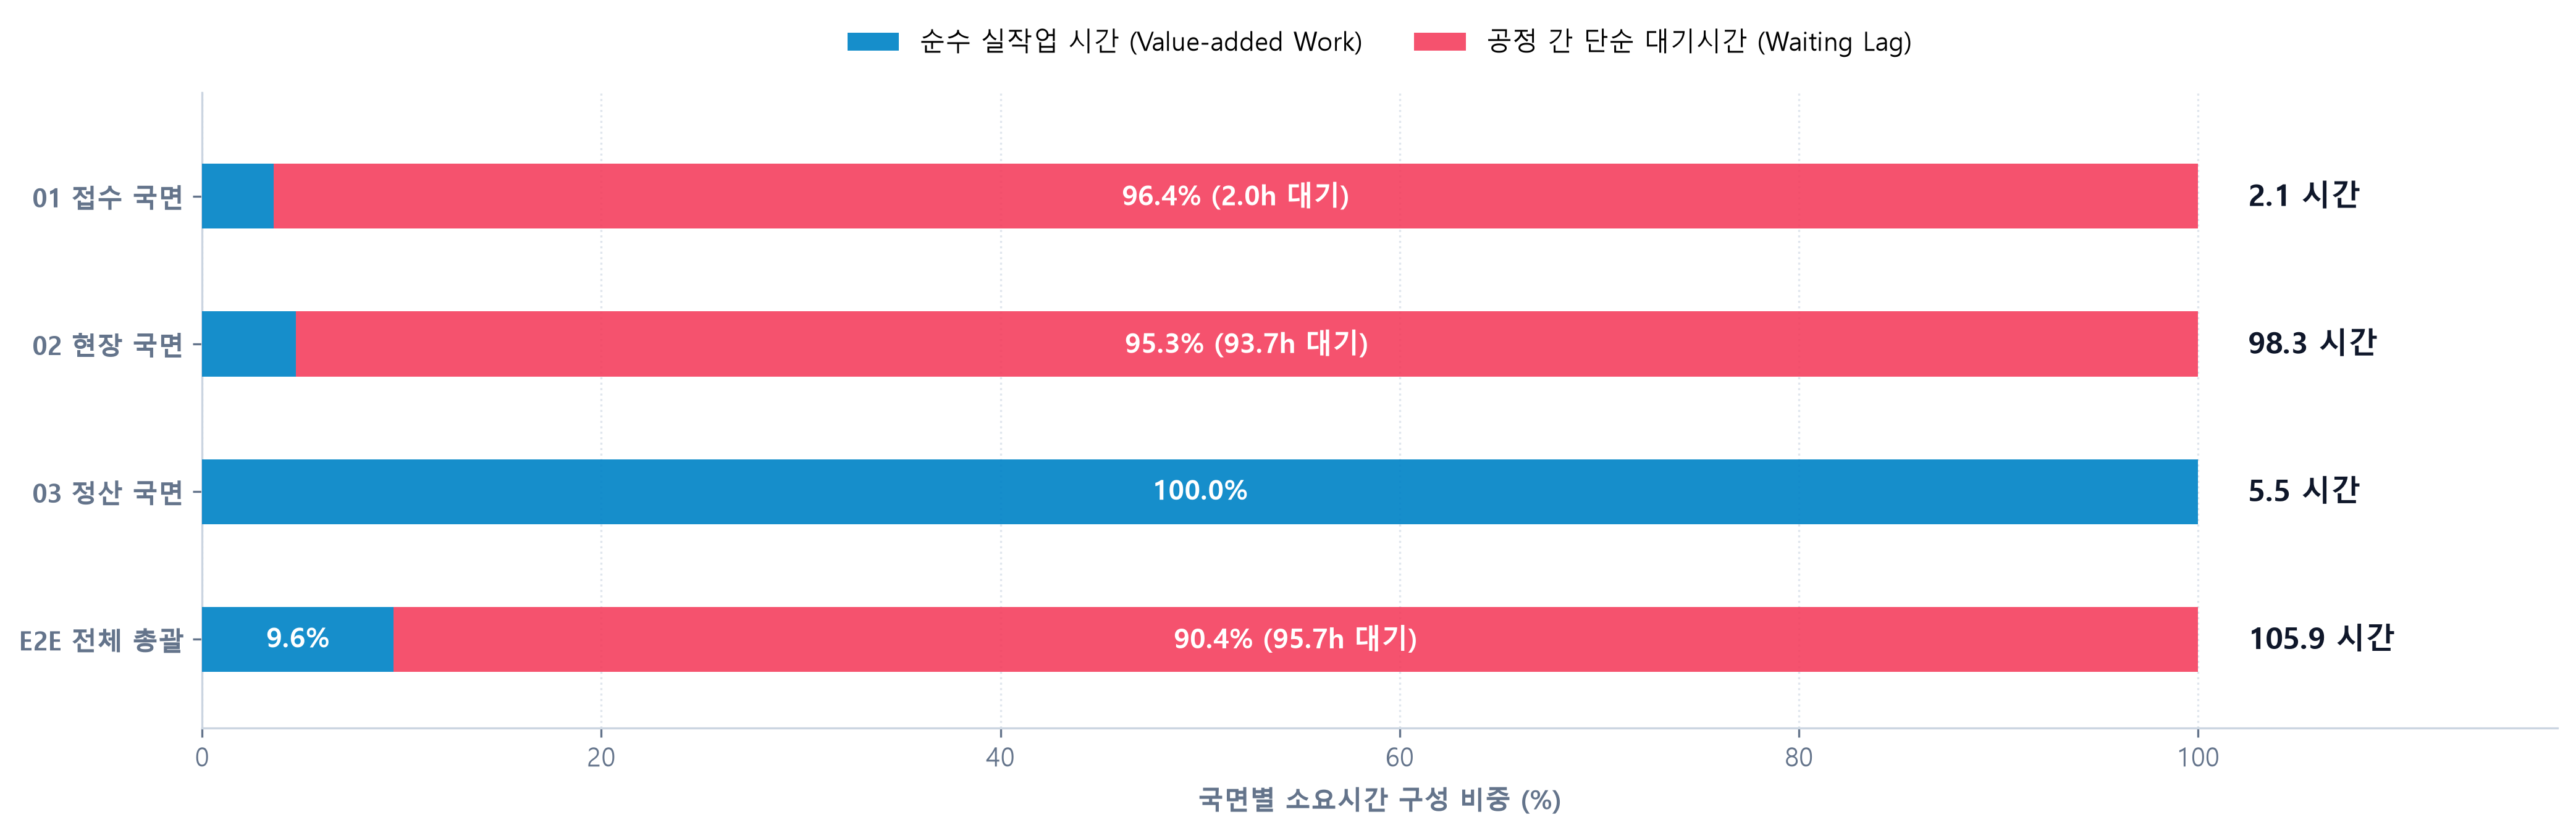 순수 실작업 시간 (Value-added Work) 공정 간 단순 대기시간 (Waiting Lag)
01 접수 국면 96.4% (2.0h 대기) 2.1 시간
02 현장 국면 95.3% (93.7h 대기) 98.3 시간
03 정산 국면 100.0% 5.5 시간
E2E 전체 총괄 9.6% 90.4% (95.7h 대기) 105.9 시간
0 20 40 60 80 100
국면별 소요시간 구성 비중 (%)